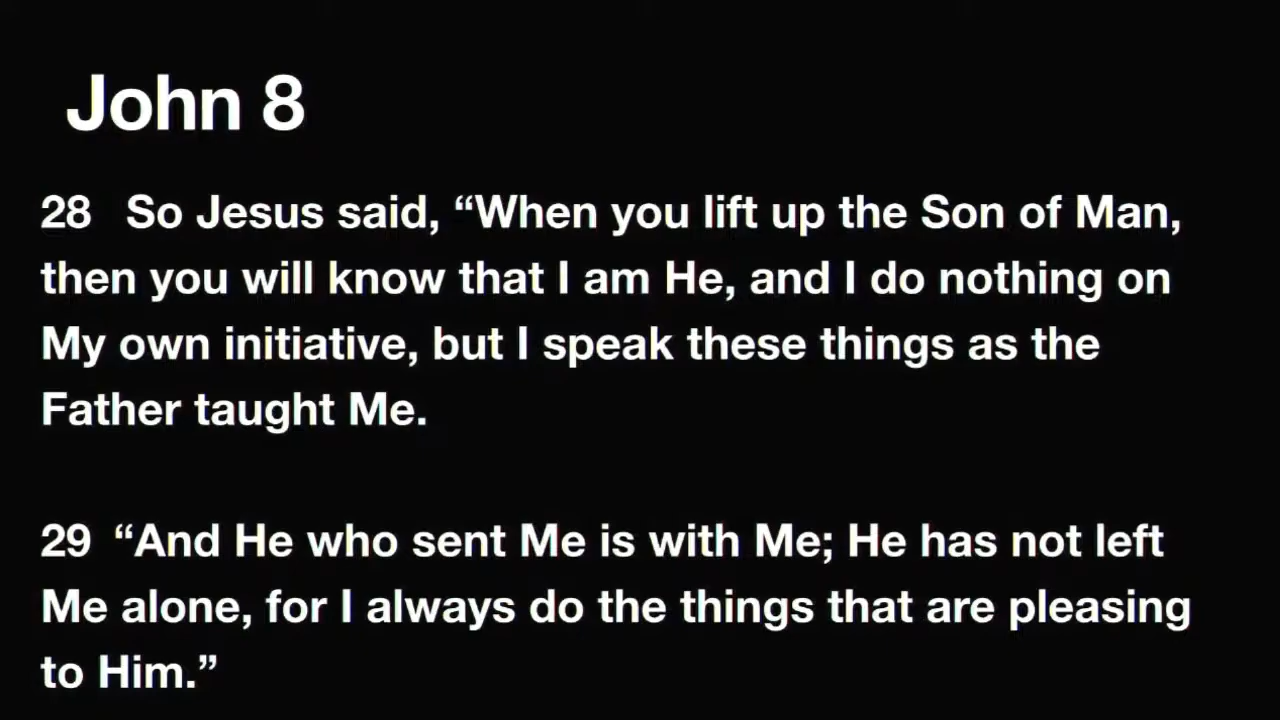 John 8
28 So Jesus said, “When you lift up the Son of Man,
then you will know that I am He, and I do nothing on
My own initiative, but I speak these things as the
Father taught Me.
29 “And He who sent Me is with Me; He has not left
Me alone, for I always do the things that are pleasing
to Him.”